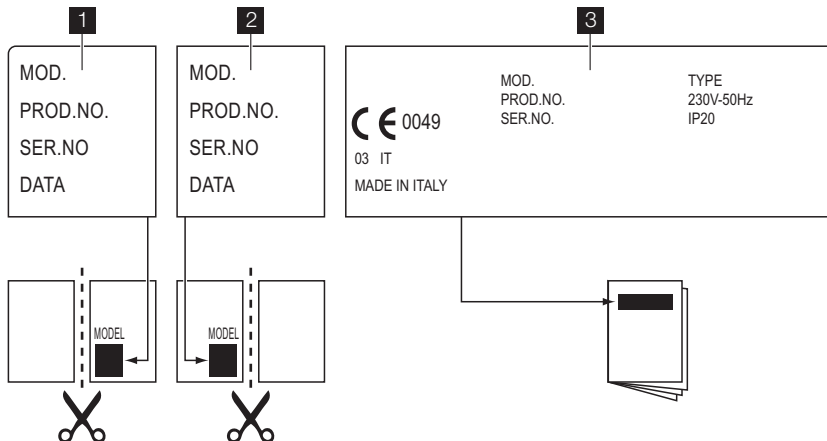 1
MOD.
PROD.NO.
SER.NO
DATA
MODEL
2
MOD.
PROD.NO.
SER.NO
DATA
MODEL
3
MOD.
PROD.NO.
SER.NO.
TYPE
230V-50Hz
IP20
CE 0049
03 IT
MADE IN ITALY